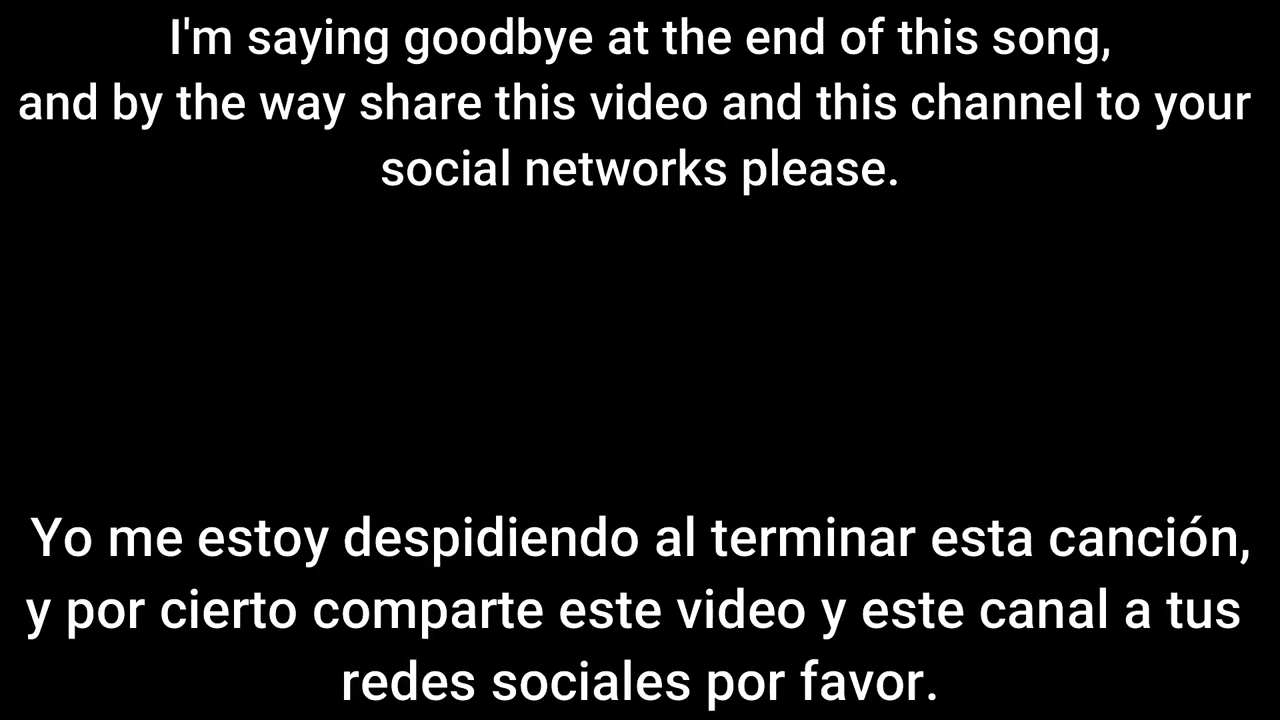 I'm saying goodbye at the end of this song,
and by the way share this video and this channel to your
social networks please.
Yo me estoy despidiendo al terminar esta canción,
y por cierto comparte este video y este canal a tus
redes sociales por favor.